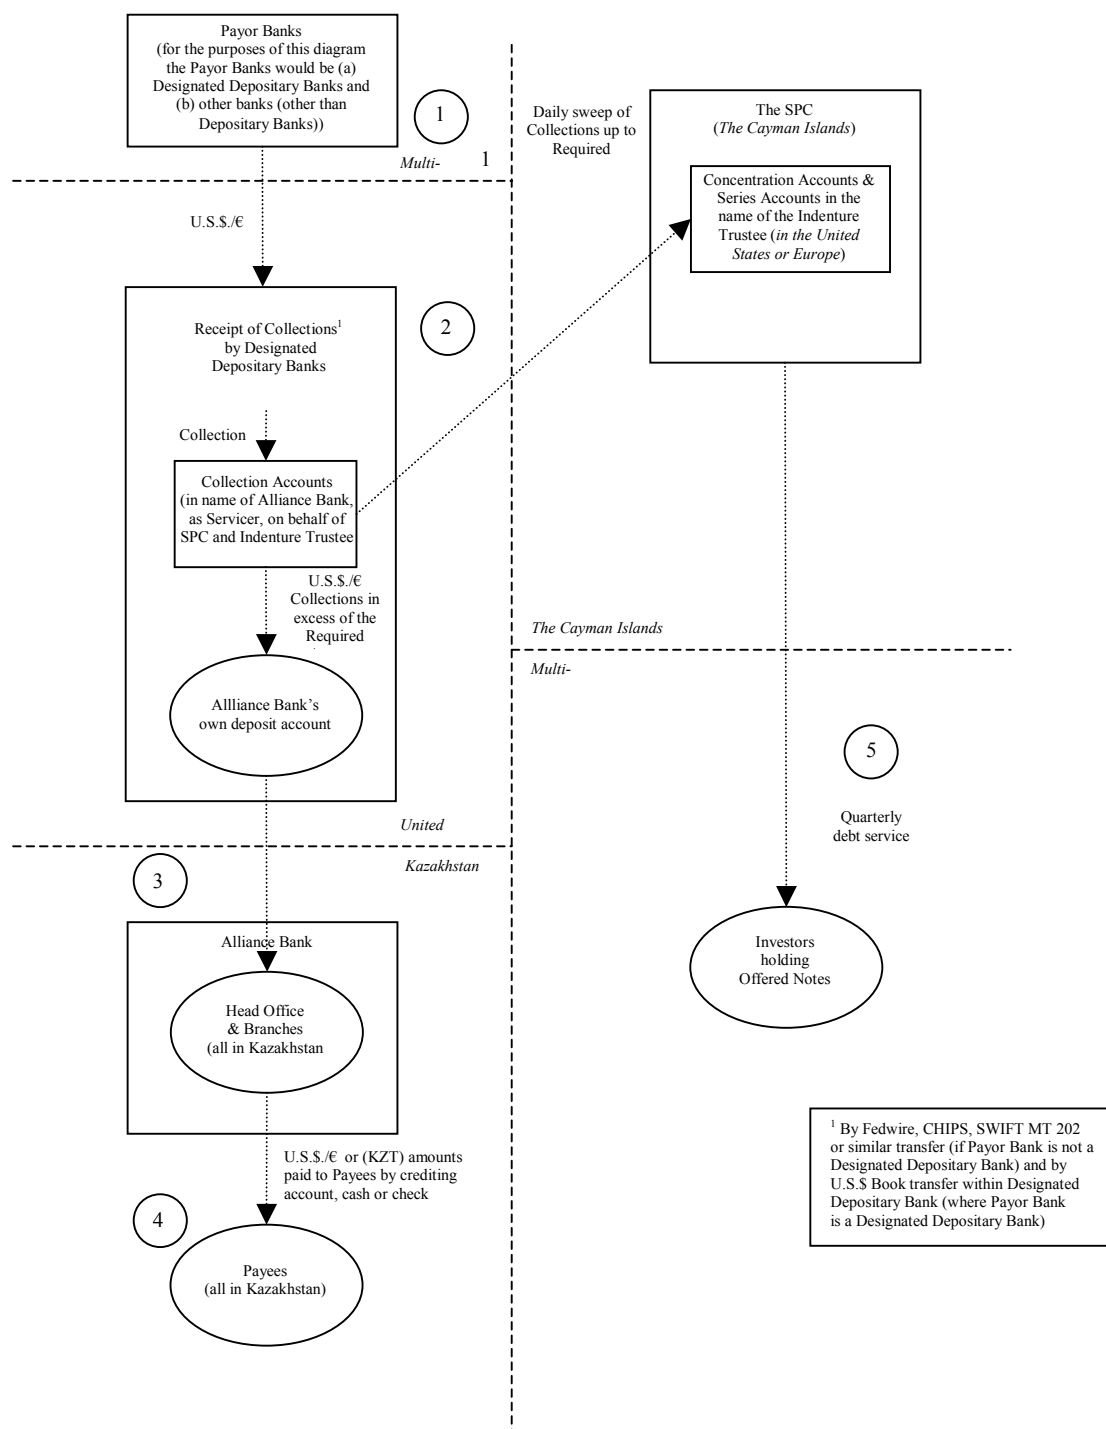 Payor Banks
(for the purposes of this diagram
the Payor Banks would be (a)
Designated Depositary Banks and
(b) other banks (other than
Depositary Banks))
1
Multi-
1
U.S.$./€
Receipt of Collections1
by Designated
Depositary Banks
2
Collection
Collection Accounts
(in name of Alliance Bank,
as Servicer, on behalf of
SPC and Indenture Trustee
U.S.$./€
Collections in
excess of the
Required
Allliance Bank's
own deposit account
United
Kazakhstan
3
Alliance Bank
Head Office
& Branches
(all in Kazakhstan
U.S.$./€ or (KZT) amounts
paid to Payees by crediting
account, cash or check
4
Payees
(all in Kazakhstan)
Daily sweep of
Collections up to
Required
The SPC
(The Cayman Islands)
Concentration Accounts &
Series Accounts in the
name of the Indenture
Trustee (in the United
States or Europe)
The Cayman Islands
Multi-
5
Quarterly
debt service
Investors
holding
Offered Notes
1 By Fedwire, CHIPS, SWIFT MT 202
or similar transfer (if Payor Bank is not a
Designated Depositary Bank) and by
U.S.$ Book transfer within Designated
Depositary Bank (where Payor Bank
is a Designated Depositary Bank)